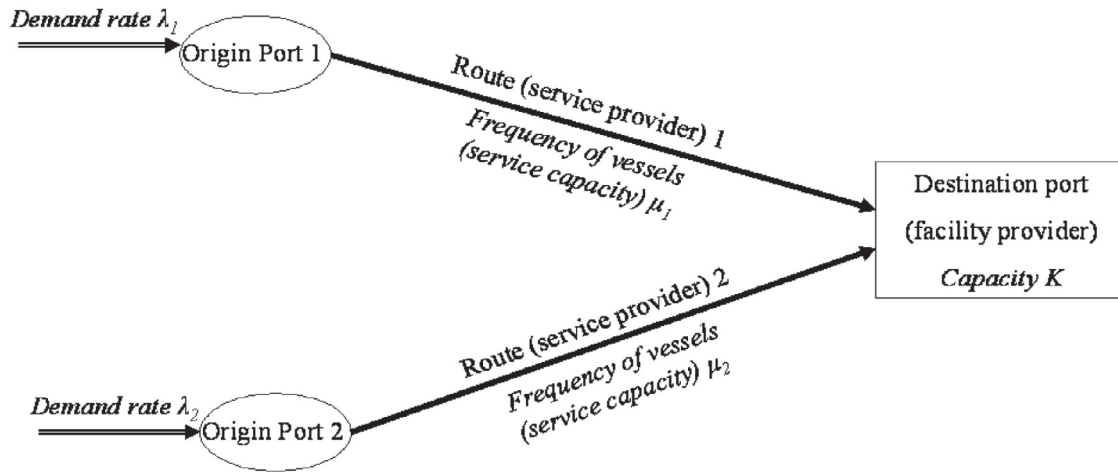 Demand rate λ₁
Origin Port 1
Route (service provider) 1
Frequency of vessels
(service capacity) μ₁
Destination port
(facility provider)
Capacity K
Route (service provider) 2
Frequency of vessels
(service capacity) μ₂
Demand rate λ₂
Origin Port 2